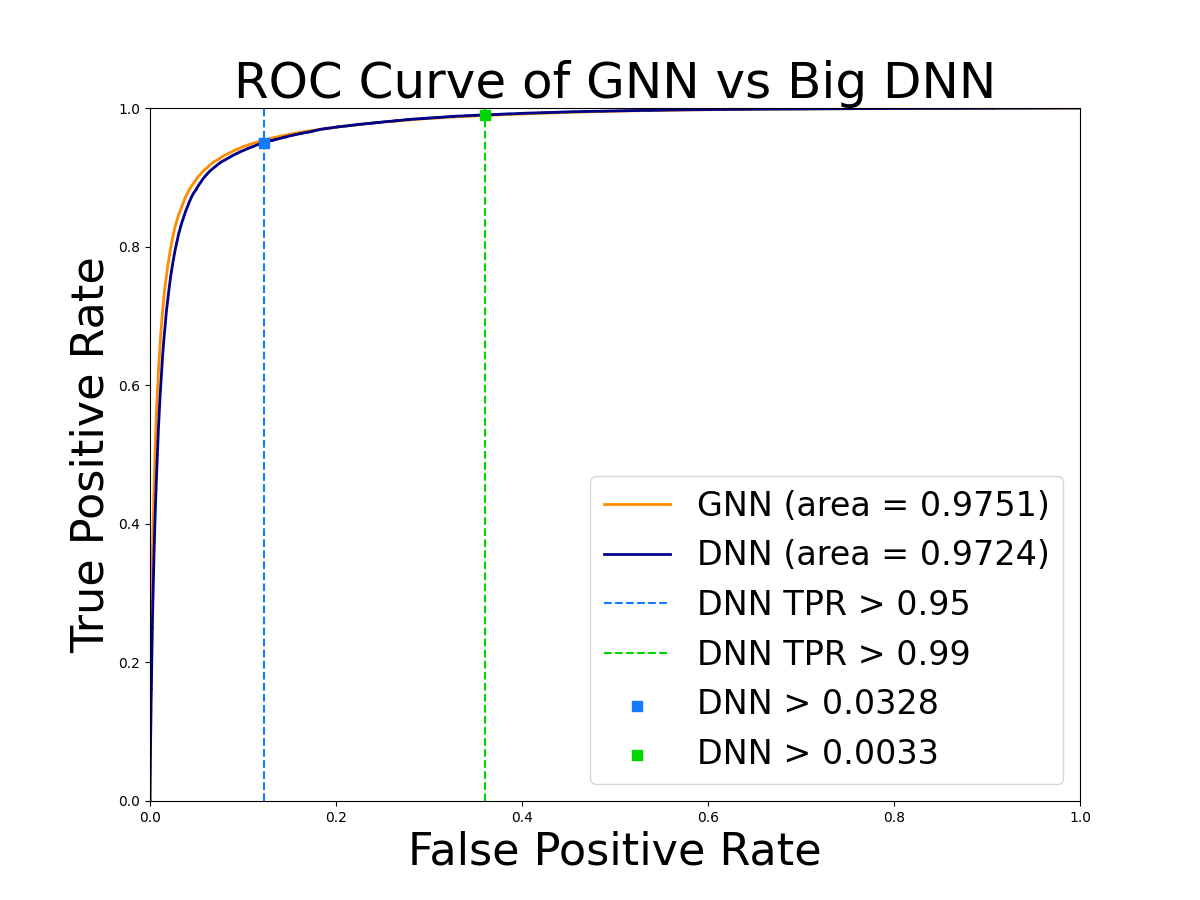 ROC Curve of GNN vs Big DNN
True Positive Rate
1.0
0.8
0.6
0.4
0.2
0.0
GNN (area = 0.9751)
DNN (area = 0.9724)
DNN TPR > 0.95
DNN TPR > 0.99
DNN > 0.0328
DNN > 0.0033
0.0 0.2 0.4 0.6 0.8 1.0
False Positive Rate